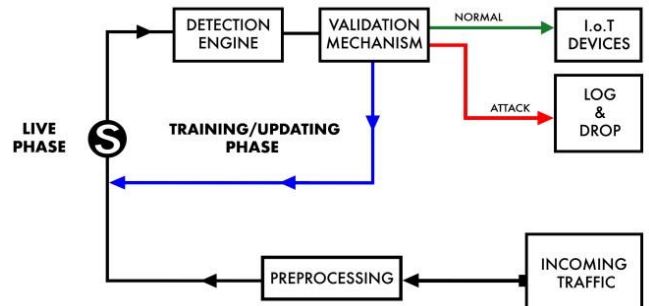 DETECTION
ENGINE
VALIDATION
MECHANISM
NORMAL
I.o.T
DEVICES
ATTACK
LOG
&
DROP
LIVE
PHASE
S
TRAINING/UPDATING
PHASE
PREPROCESSING
INCOMING
TRAFFIC